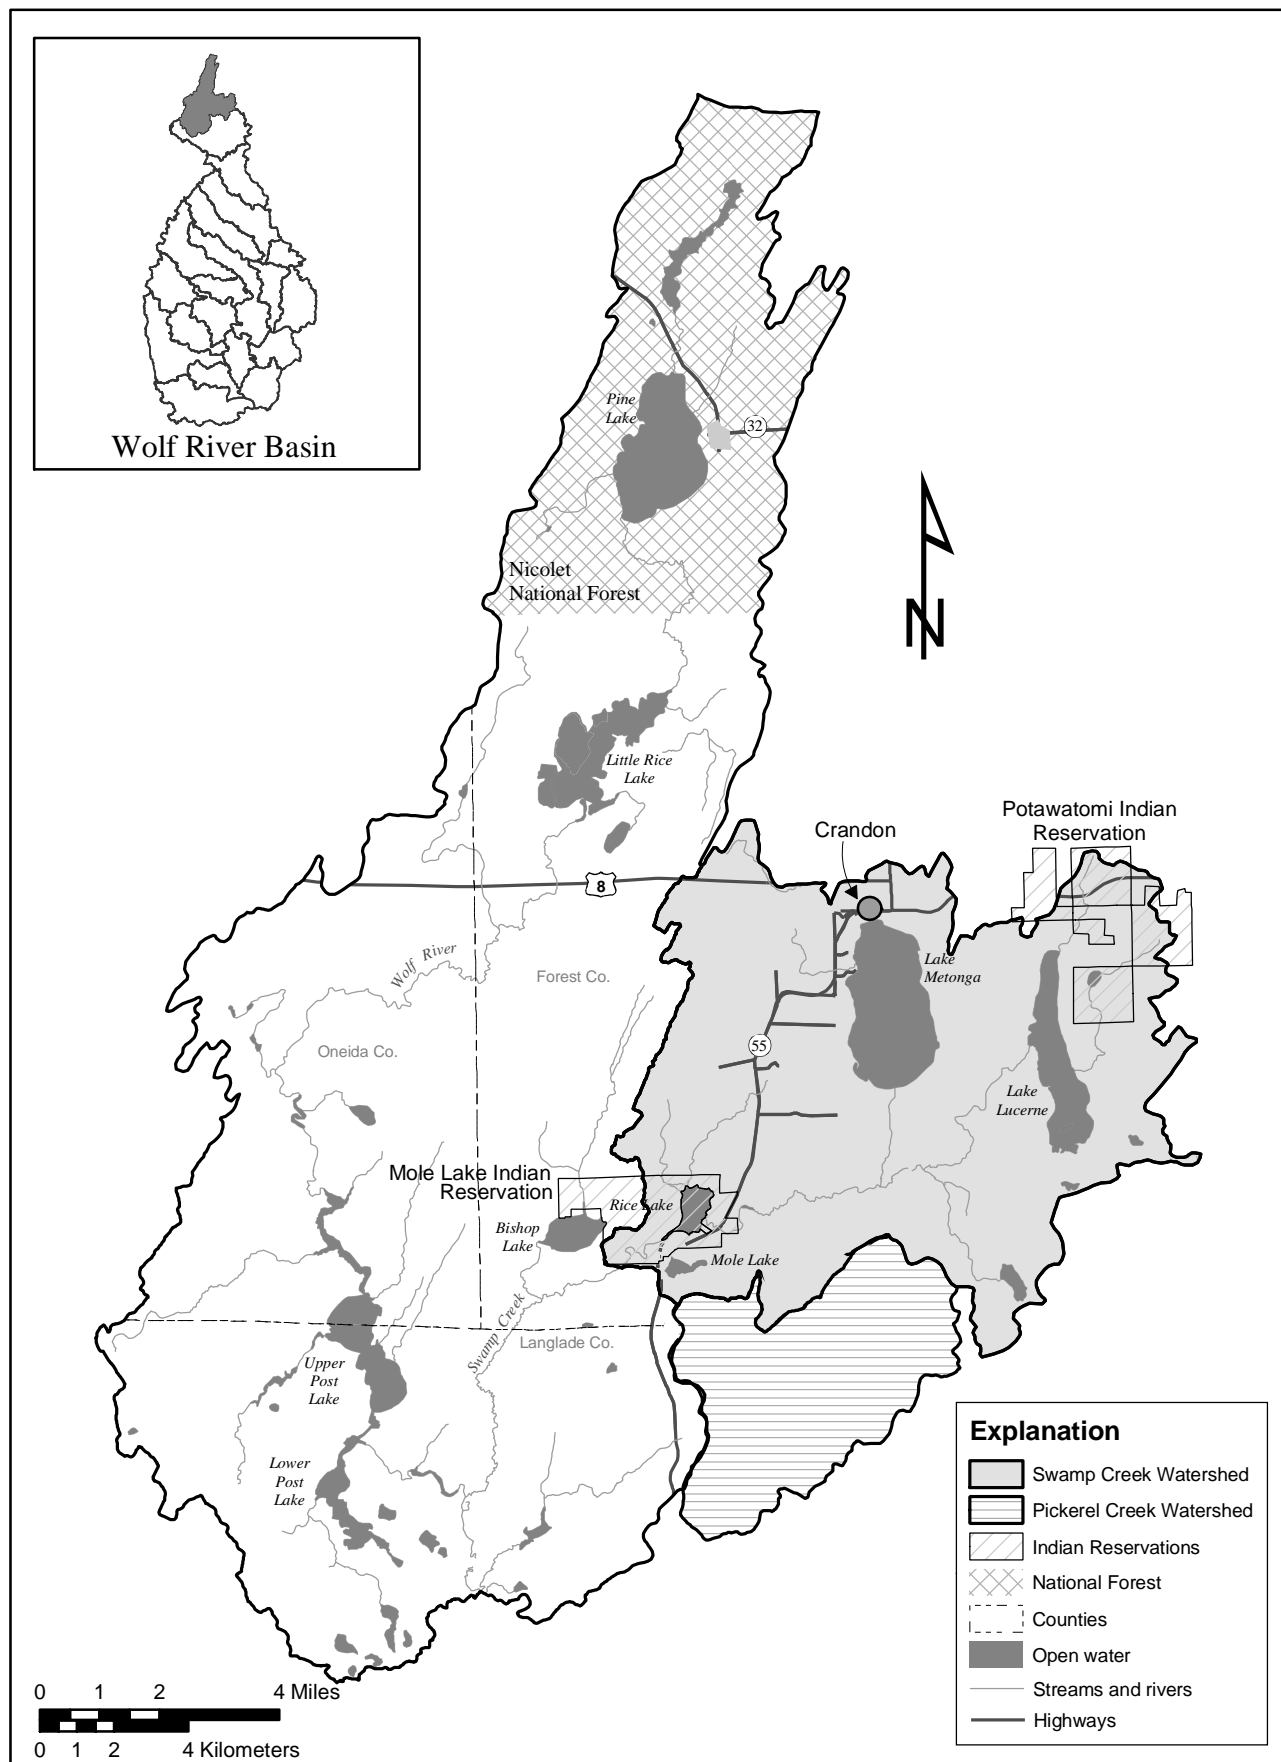 Wolf River Basin
Pine
Lake
32
Nicolet
National Forest
N
Little Rice
Lake
Potawatomi Indian
Reservation
Crandon
8
Wolf River
Lake
Metonga
Forest Co.
Oneida Co.
55
Lake
Lucerne
Mole Lake Indian
Reservation
Rice Lake
Bishop
Lake
Mole Lake
Swamp Creek
Langlade Co.
Upper
Post
Lake
Lower
Post
Lake
Explanation
Swamp Creek Watershed
Pickerel Creek Watershed
Indian Reservations
National Forest
Counties
Open water
Streams and rivers
Highways
0 1 2 4 Miles
0 1 2 4 Kilometers